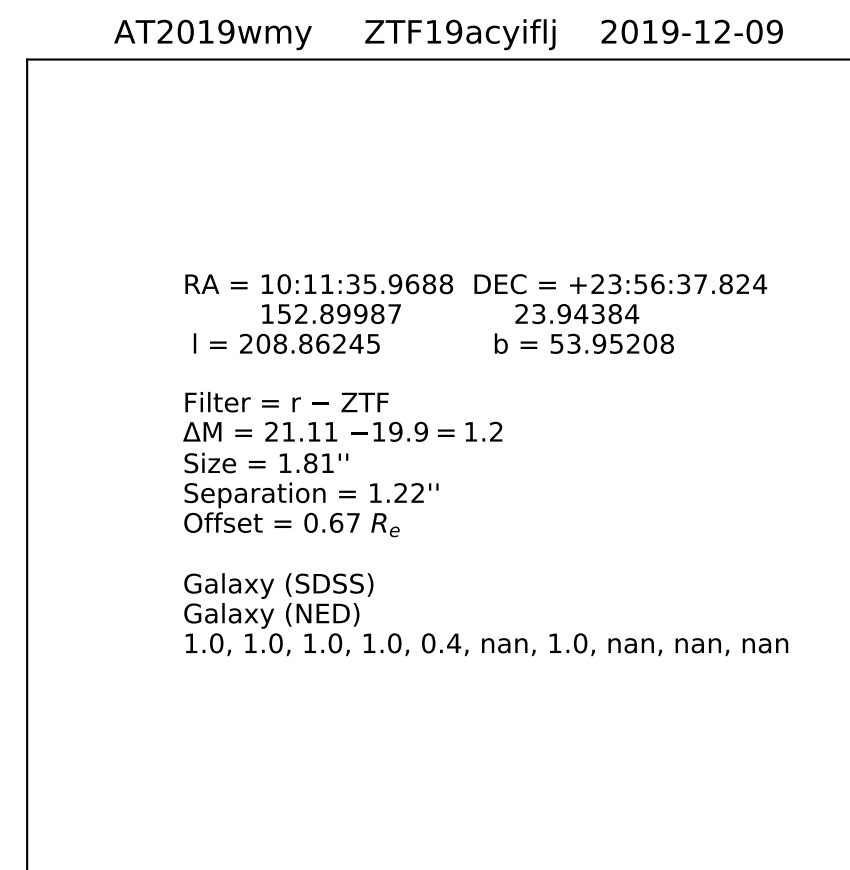 AT2019wmy ZTF19acyiflj 2019-12-09
RA = 10:11:35.9688 DEC = +23:56:37.824
152.89987 23.94384
l = 208.86245 b = 53.95208
Filter = r − ZTF
ΔM = 21.11 −19.9 = 1.2
Size = 1.81''
Separation = 1.22''
Offset = 0.67 Re
Galaxy (SDSS)
Galaxy (NED)
1.0, 1.0, 1.0, 1.0, 0.4, nan, 1.0, nan, nan, nan